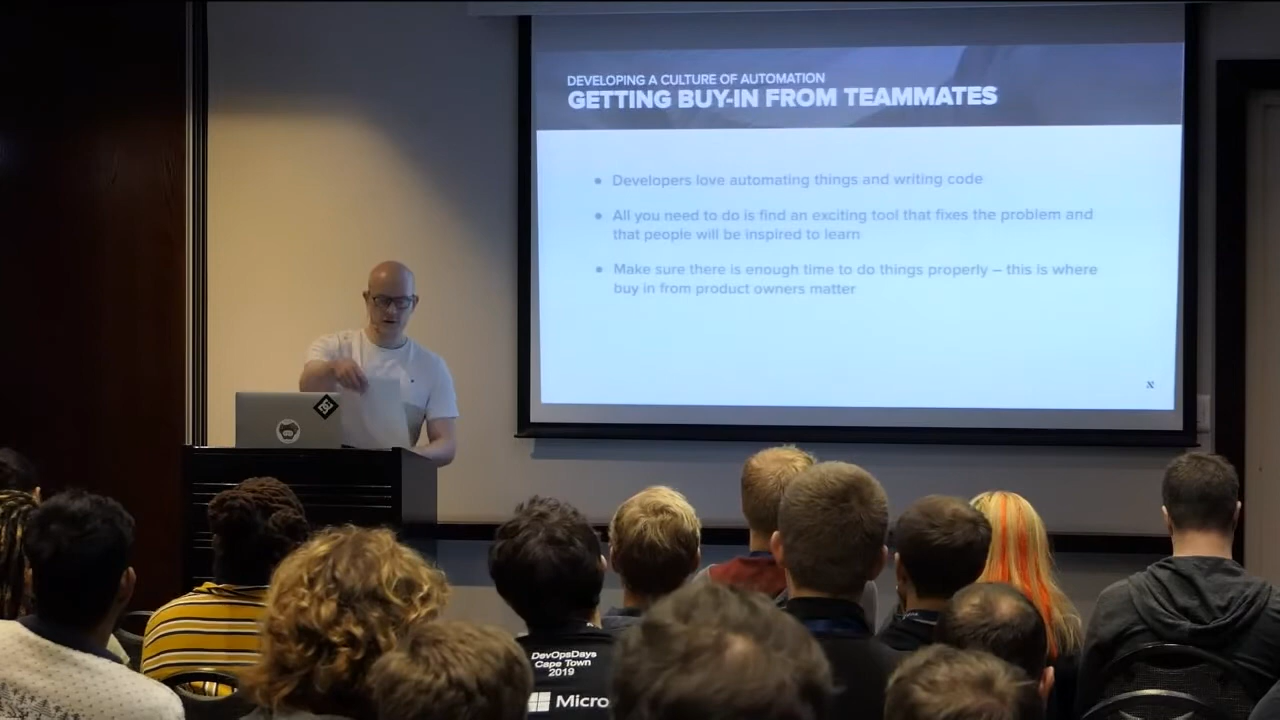 DEVELOPING A CULTURE OF AUTOMATION
GETTING BUY-IN FROM TEAMMATES
• Developers love automating things and writing code
• All you need to do is find an exciting tool that fixes the problem and
that people will be inspired to learn
• Make sure there is enough time to do things properly – this is where
buy in from product owners matter
DevOpsDays
Cape Town
2019
Micro